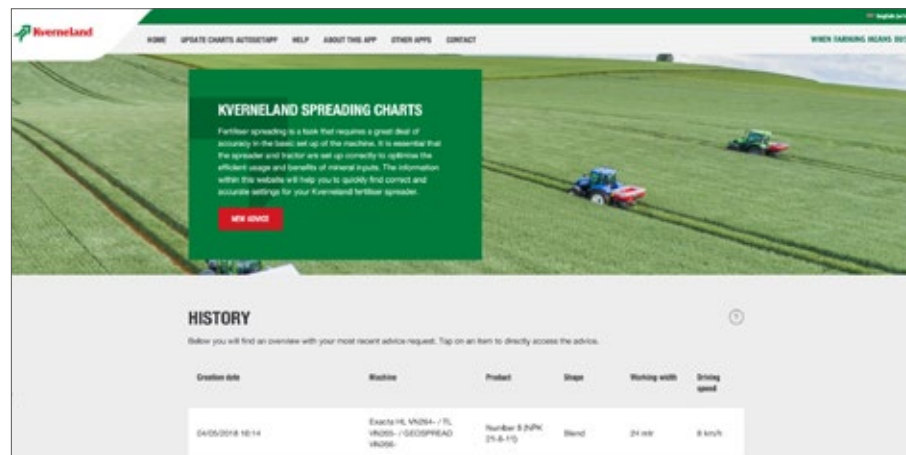 English
Kverneland
HOME UPDATE CHARTS AUTOSETAPP HELP ABOUT THIS APP OTHER APPS CONTACT
WHEN FARMING MEANS
KVERNELAND SPREADING CHARTS
Fertiliser spreading is a task that requires a great deal of
accuracy in the basic set up of the machine. It is essential that
the spreader and tractor are set up correctly to optimise the
efficient usage and benefits of mineral inputs. The information
within this website will help you to quickly find correct and
accurate settings for your Kverneland fertiliser spreader.
NEW ADVICE
HISTORY
?
Below you will find an overview with your most recent advice request. Tap on an item to directly access the advice.
Creation date Machine Product Shape Working width Driving
speed
Exacta HL VN264- / TL
04/05/2018 10:14 VN265- / GEOSPREAD Number 8 (NPK Blend 24 mtr 8 km/h
VN266- 21-8-11)